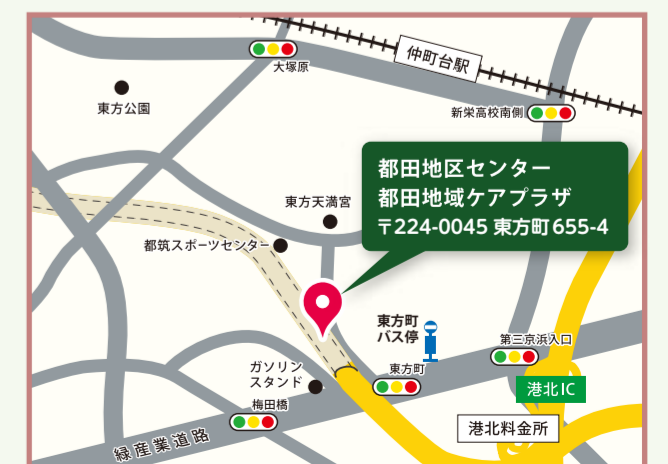 仲町台駅
大塚原
東方公園
新栄高校南側
都田地区センター
都田地域ケアプラザ
〒224-0045 東方町655-4
東方天満宮
都筑スポーツセンター
東方町
バス停
第三京浜入口
ガソリン
スタンド
東方町
港北IC
梅田橋
港北料金所
緑産業道路